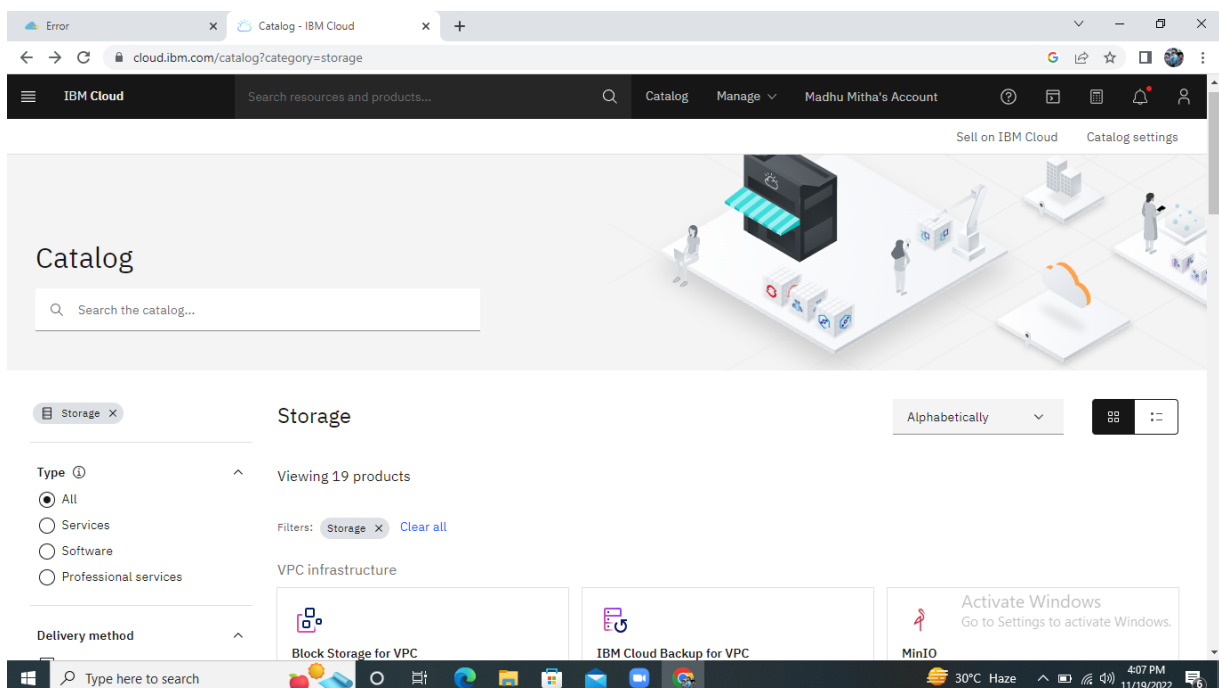 Error
Catalog - IBM Cloud
cloud.ibm.com/catalog?category=storage
IBM Cloud
Search resources and products...
Catalog
Manage
Madhu Mitha's Account
Sell on IBM Cloud
Catalog settings
Catalog
Search the catalog...
Storage
Storage
Alphabetically
Type
All
Services
Software
Professional services
Delivery method
Viewing 19 products
Filters: Storage Clear all
VPC infrastructure
Block Storage for VPC
IBM Cloud Backup for VPC
MinIO
Activate Windows
Go to Settings to activate Windows.
Type here to search
30°C Haze
4:07 PM
11/19/2022
6